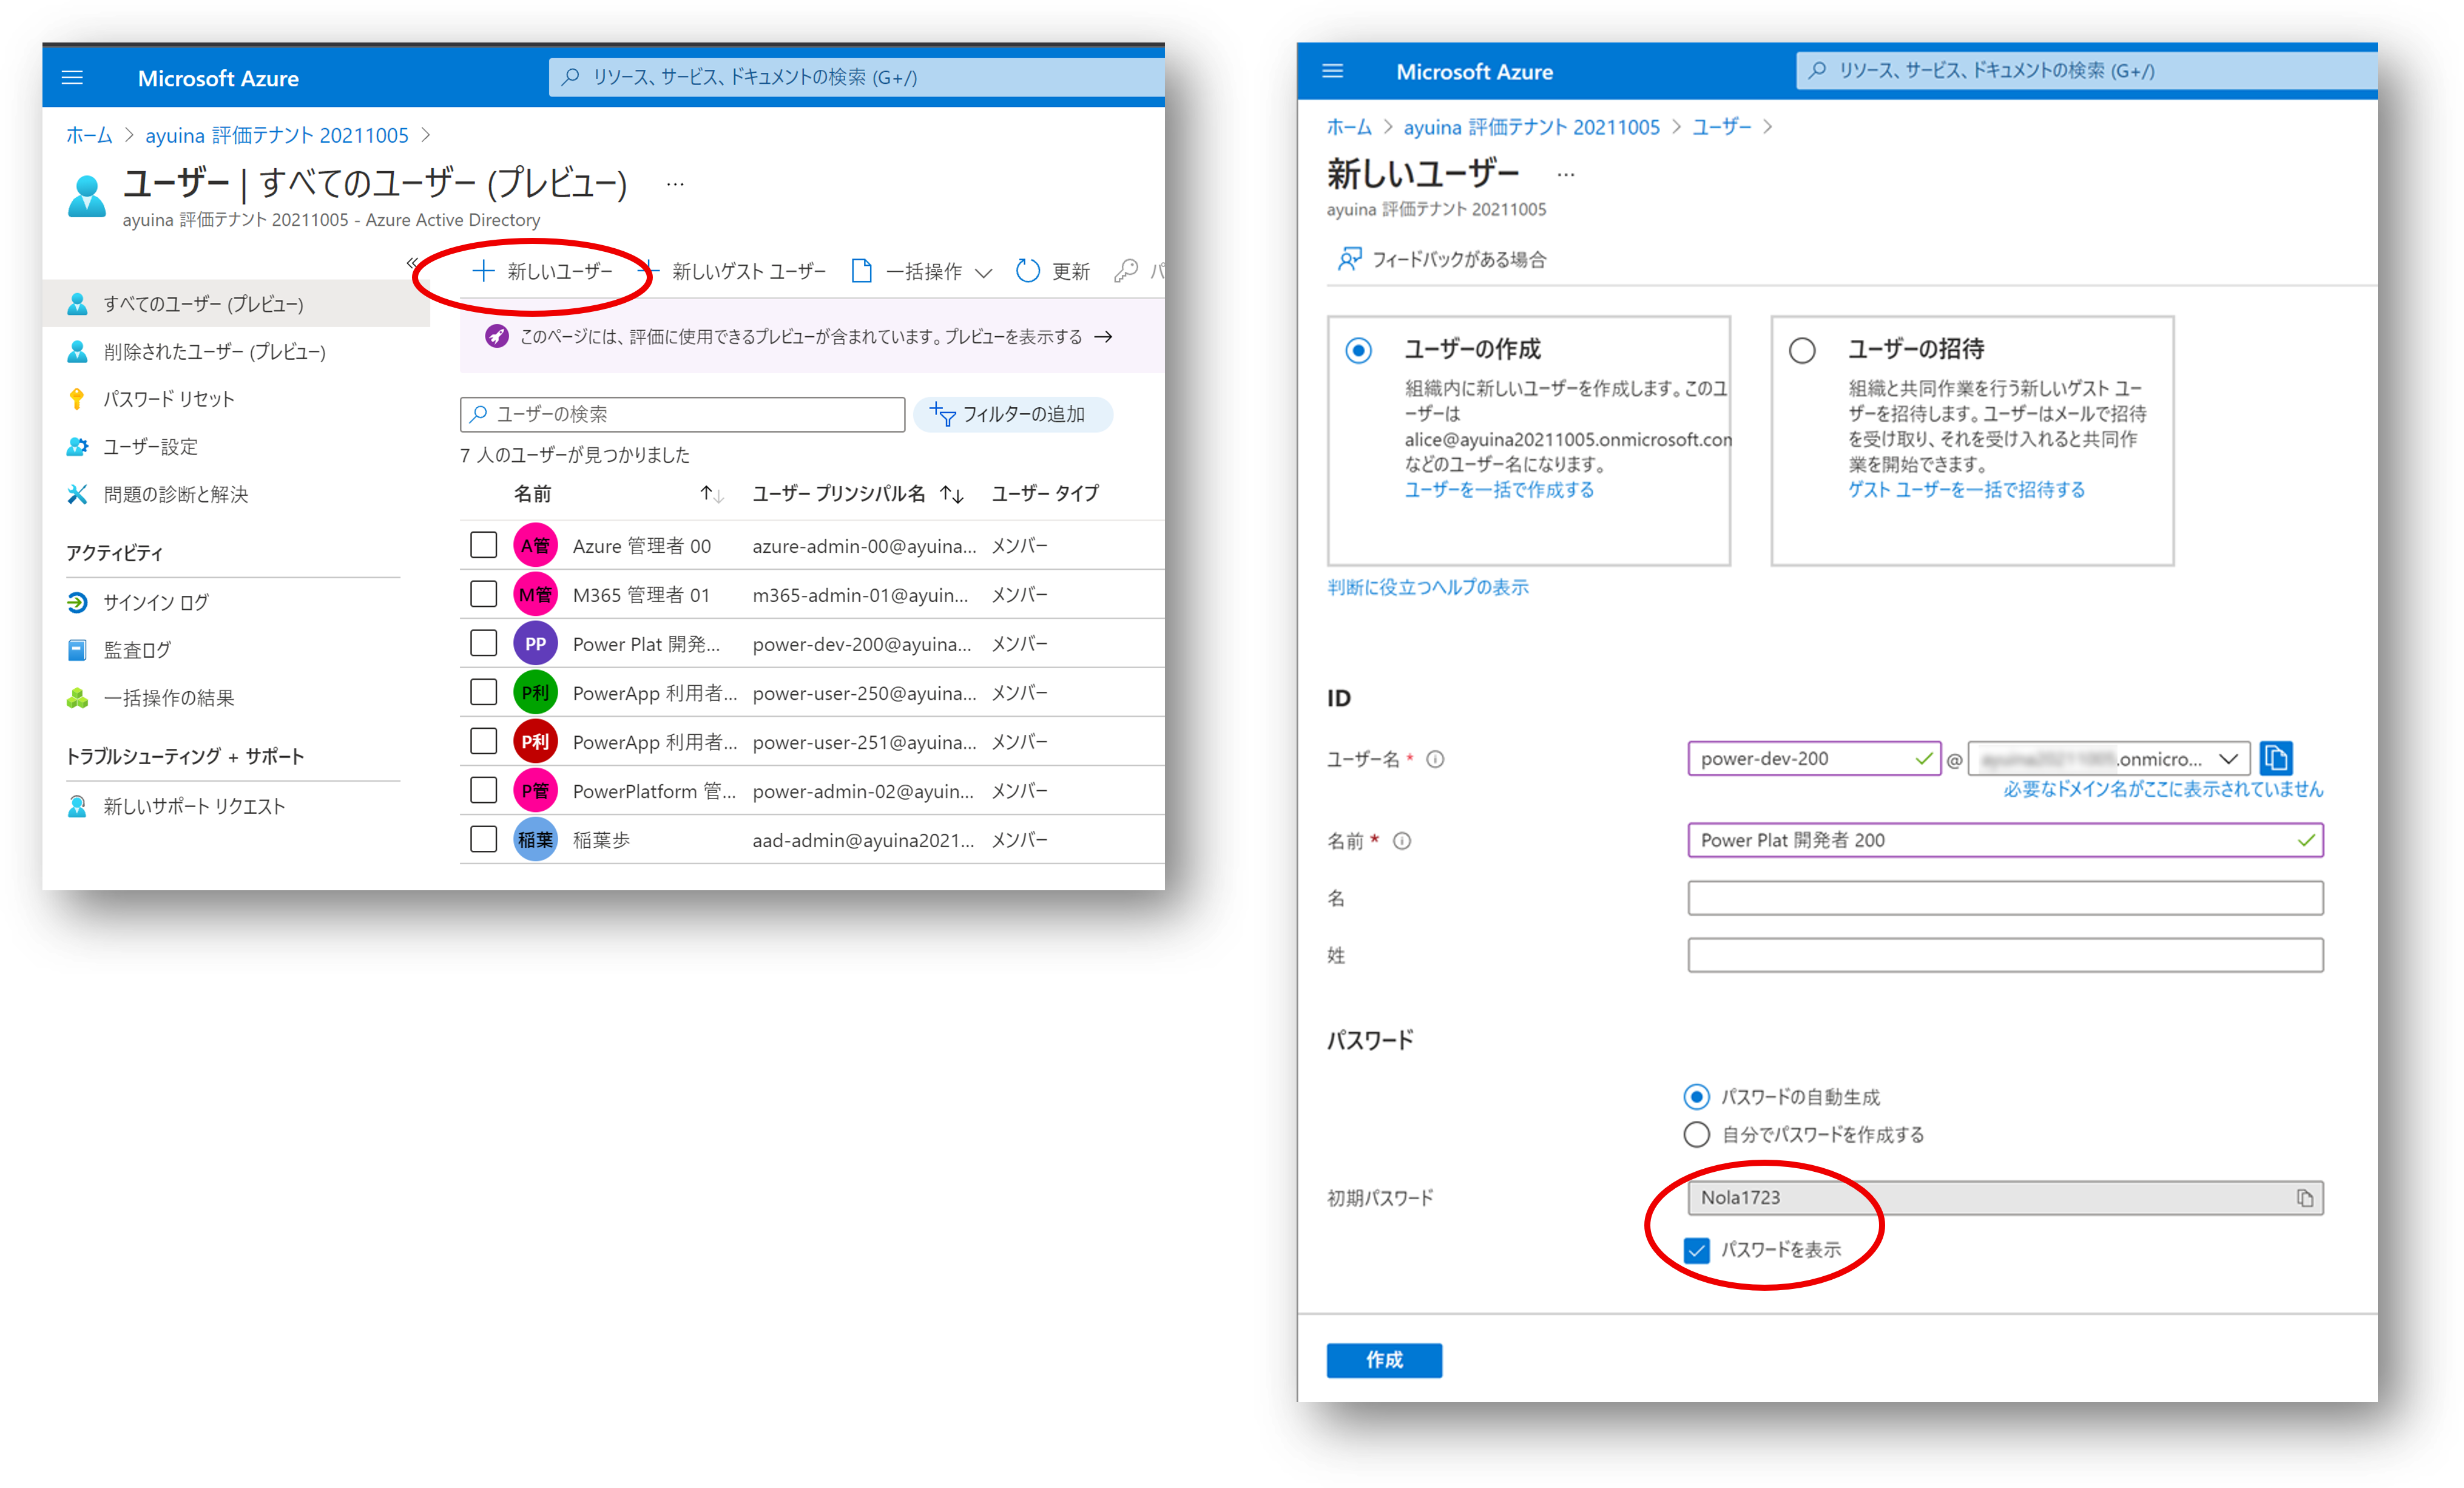 Microsoft Azure
リソース、サービス、ドキュメントの検索 (G+/)
ホーム > ayuina 評価テナント 20211005 >
ユーザー | すべてのユーザー (プレビュー) ...
ayuina 評価テナント 20211005 - Azure Active Directory
«
+ 新しいユーザー + 新しいゲスト ユーザー 一括操作 更新
すべてのユーザー (プレビュー)
削除されたユーザー (プレビュー)
パスワード リセット
ユーザー設定
問題の診断と解決
アクティビティ
サインイン ログ
監査ログ
一括操作の結果
トラブルシューティング + サポート
新しいサポート リクエスト
このページには、評価に使用できるプレビューが含まれています。プレビューを表示する →
ユーザーの検索
フィルターの追加
7 人のユーザーが見つかりました
名前 ↑↓ ユーザー プリンシパル名 ↑↓ ユーザー タイプ
A管 Azure 管理者 00 azure-admin-00@ayuina... メンバー
M管 M365 管理者 01 m365-admin-01@ayuin... メンバー
PP Power Plat 開発... power-dev-200@ayuina... メンバー
P利 PowerApp 利用者... power-user-250@ayuina... メンバー
P利 PowerApp 利用者... power-user-251@ayuina... メンバー
P管 PowerPlatform 管... power-admin-02@ayuin... メンバー
稲葉 稲葉歩 aad-admin@ayuina2021... メンバー
Microsoft Azure
リソース、サービス、ドキュメントの検索 (G+/)
ホーム > ayuina 評価テナント 20211005 > ユーザー >
新しいユーザー ...
ayuina 評価テナント 20211005
フィードバックがある場合
ユーザーの作成
組織内に新しいユーザーを作成します。このユ
ーザーは
alice@ayuina20211005.onmicrosoft.con
などのユーザー名になります。
ユーザーを一括で作成する
ユーザーの招待
組織と共同作業を行う新しいゲスト ユー
ザーを招待します。ユーザーはメールで招待
を受け取り、それを受け入れると共同作
業を開始できます。
ゲスト ユーザーを一括で招待する
判断に役立つヘルプの表示
ID
ユーザー名 * power-dev-200 @ .onmicro...
必要なドメイン名がここに表示されていません
名前 * Power Plat 開発者 200
名
姓
パスワード
パスワードの自動生成
自分でパスワードを作成する
初期パスワード Nola1723
パスワードを表示
作成